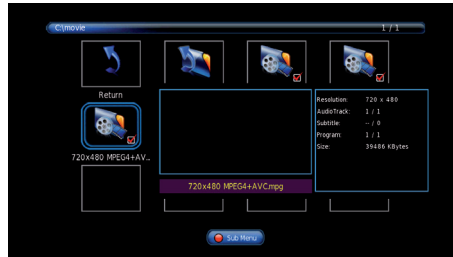 C:\movie
1 / 1
Return
720x480 MPEG4+AV...
Resolution: 720 x 480
AudioTrack: 1 / 1
Subtitle: -- / 0
Program: 1 / 1
Size: 39486 KBytes
720x480 MPEG4+AVC.mpg
Sub Menu